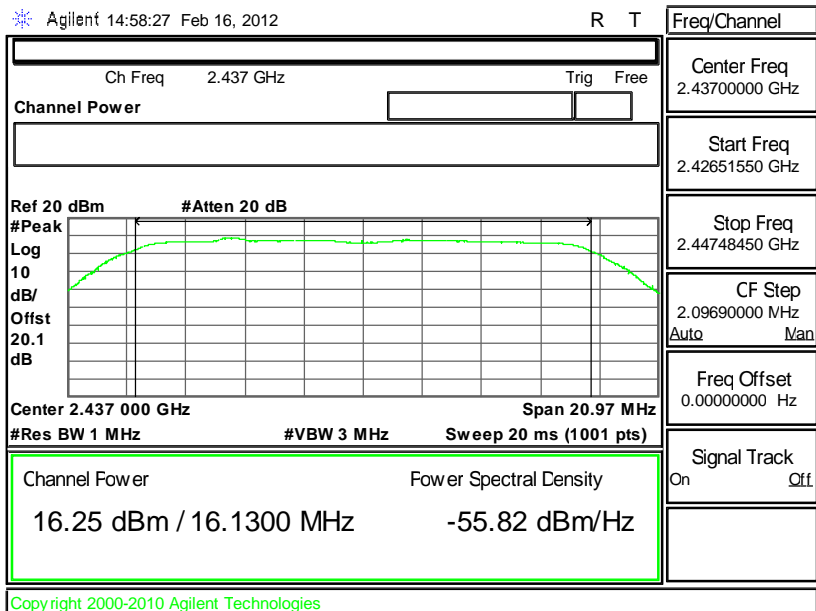 Agilent 14:58:27 Feb 16, 2012 R T
Freq/Channel
Ch Freq 2.437 GHz Trig Free
Channel Power
Center Freq
2.43700000 GHz
Start Freq
2.42651550 GHz
Stop Freq
2.44748450 GHz
CF Step
2.09690000 MHz
Auto Man
Freq Offset
0.00000000 Hz
Signal Track
On Off
Ref 20 dBm #Atten 20 dB
#Peak
Log
10
dB/
Offst
20.1
dB
Center 2.437 000 GHz Span 20.97 MHz
#Res BW 1 MHz #VBW 3 MHz Sweep 20 ms (1001 pts)
Channel Power Power Spectral Density
16.25 dBm / 16.1300 MHz -55.82 dBm/Hz
Copyright 2000-2010 Agilent Technologies